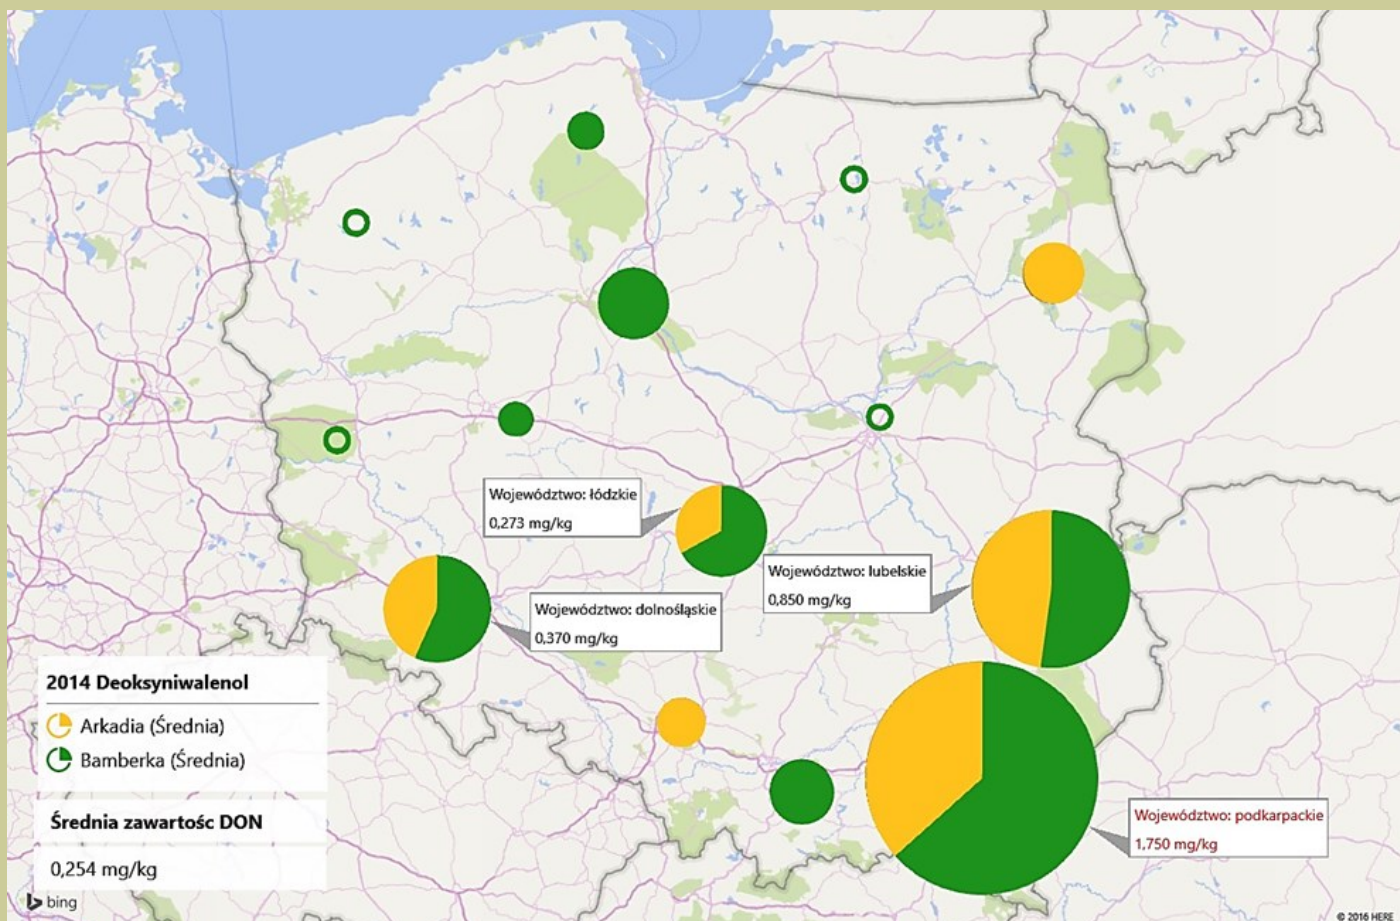 Województwo: łódzkie
0,273 mg/kg
Województwo: lubelskie
0,850 mg/kg
Województwo: dolnośląskie
0,370 mg/kg
2014 Deoksyniwalenol
Arkadia (Średnia)
Bamberka (Średnia)
Średnia zawartośc DON
0,254 mg/kg
Województwo: podkarpackie
1,750 mg/kg
bing
© 2016 HERE